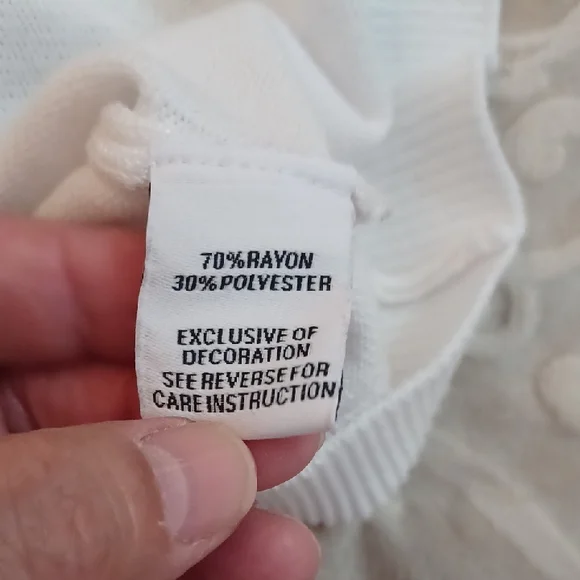 70%RAYON
30%POLYESTER
EXCLUSIVE OF
DECORATION
SEE REVERSE FOR
CARE INSTRUCTION